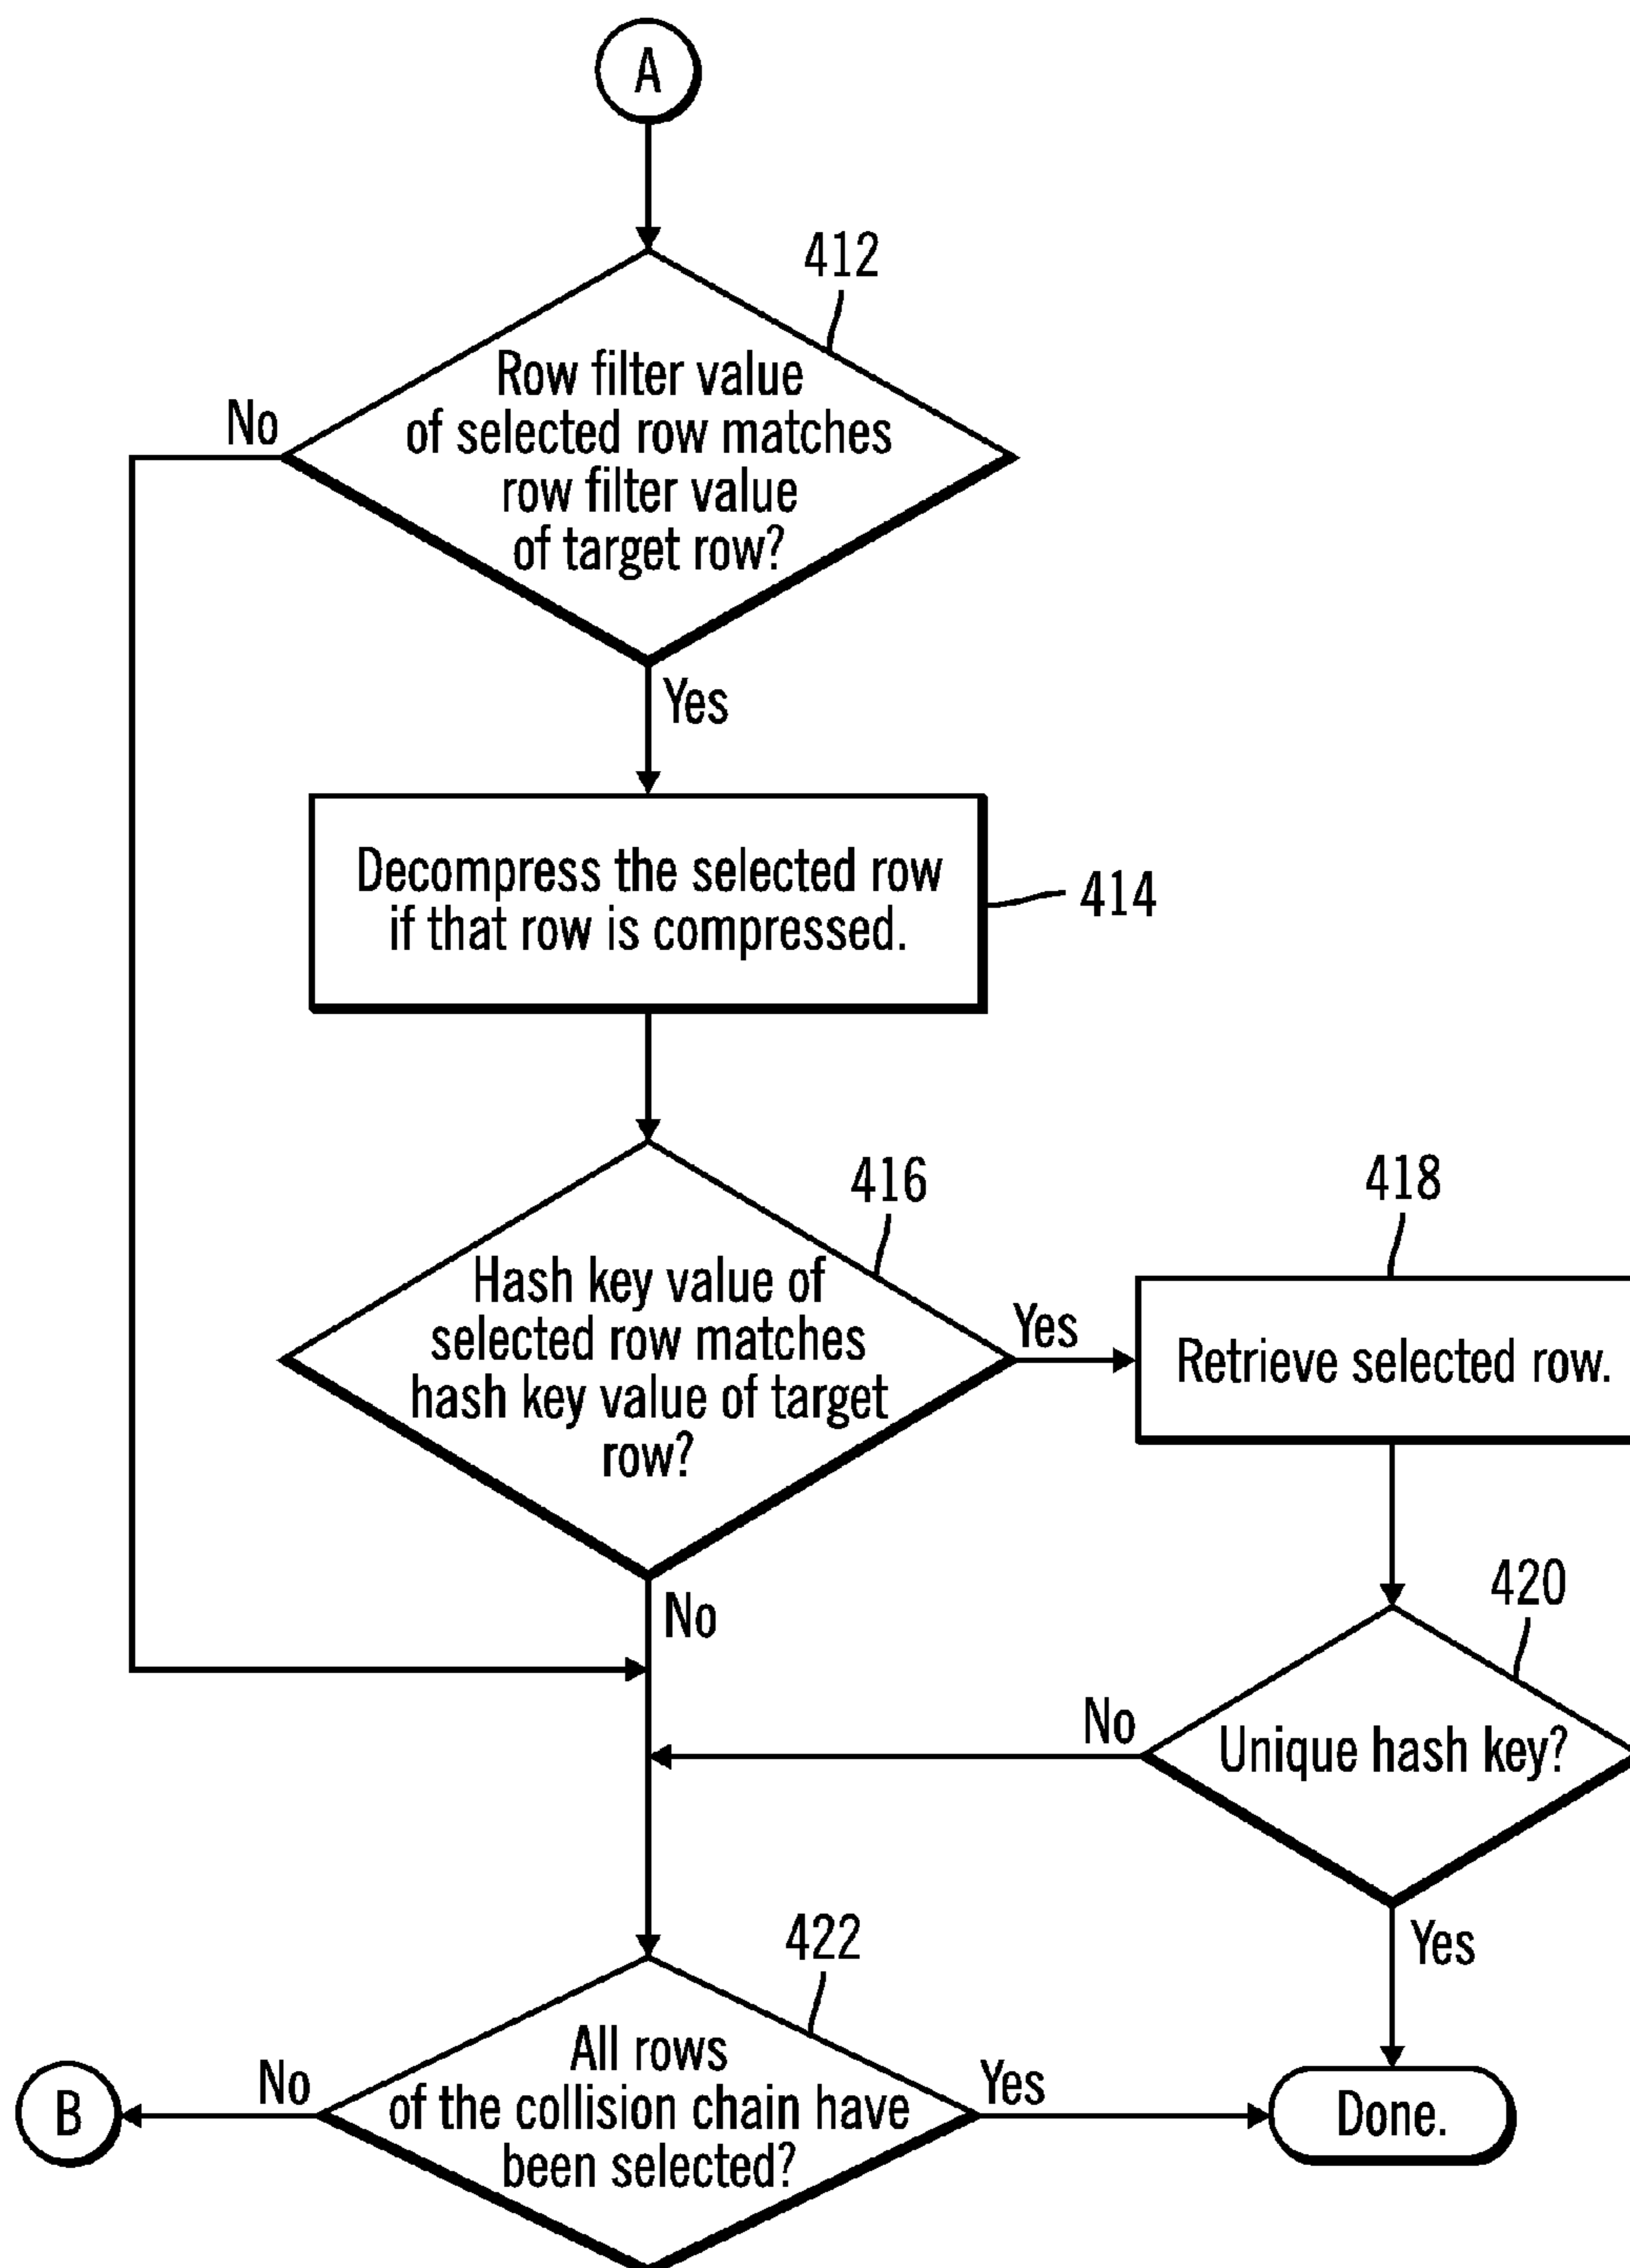 A
412
Row filter value
of selected row matches
row filter value
of target row?
No
Yes
Decompress the selected row
if that row is compressed.
414
416
418
Hash key value of
selected row matches
hash key value of target
row?
Yes
Retrieve selected row.
No
420
Unique hash key?
No
Yes
422
All rows
of the collision chain have
been selected?
No
Yes
B
Done.